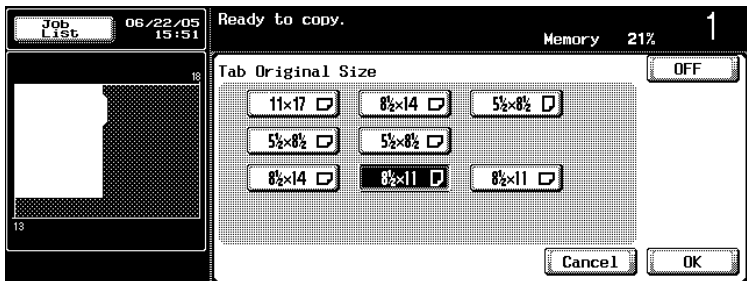 Job List
06/22/05
15:51
Ready to copy.
Memory 21% 1
18
13
Tab Original Size
OFF
11×17 8½×14 5½×8½
5½×8½ 5½×8½
8½×14 8½×11 8½×11
Cancel OK